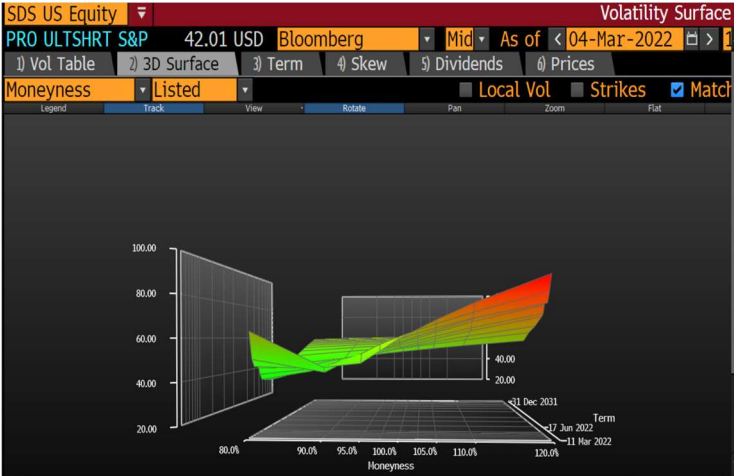 SDS US Equity Volatility Surface
PRO ULTSHRT S&P 42.01 USD Bloomberg Mid As of < 04-Mar-2022 >
1) Vol Table 2) 3D Surface 3) Term 4) Skew 5) Dividends 6) Prices
Moneyness Listed Local Vol Strikes Match
Legend Track View Rotate Pan Zoom Flat
100.00
80.00
60.00
40.00
20.00
40.00
20.00
31 Dec 2031
Term
17 Jun 2022
11 Mar 2022
80.0% 90.0% 95.0% 100.0% 105.0% 110.0% 120.0%
Moneyness